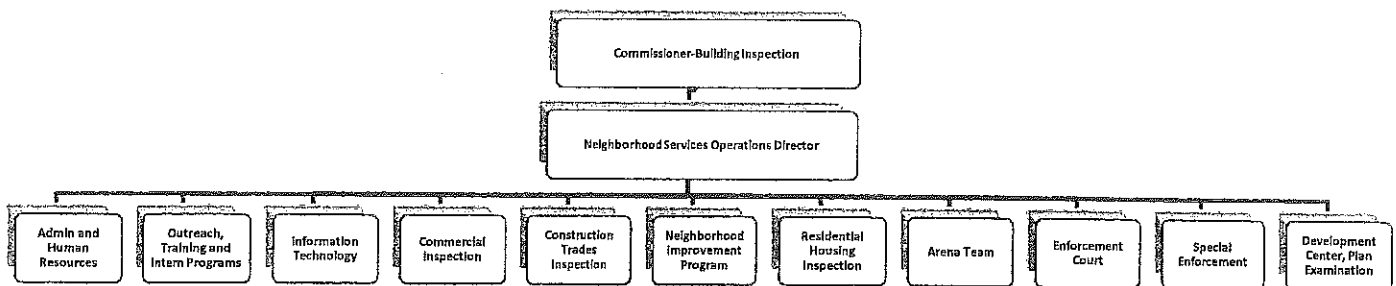 Commissioner-Building Inspection
Neighborhood Services Operations Director
Admin and
Human
Resources
Outreach,
Training and
Intern Programs
Information
Technology
Commercial
Inspection
Construction
Trades
Inspection
Neighborhood
Improvement
Program
Residential
Housing
Inspection
Arena Team
Enforcement
Court
Special
Enforcement
Development
Center, Plan
Examination